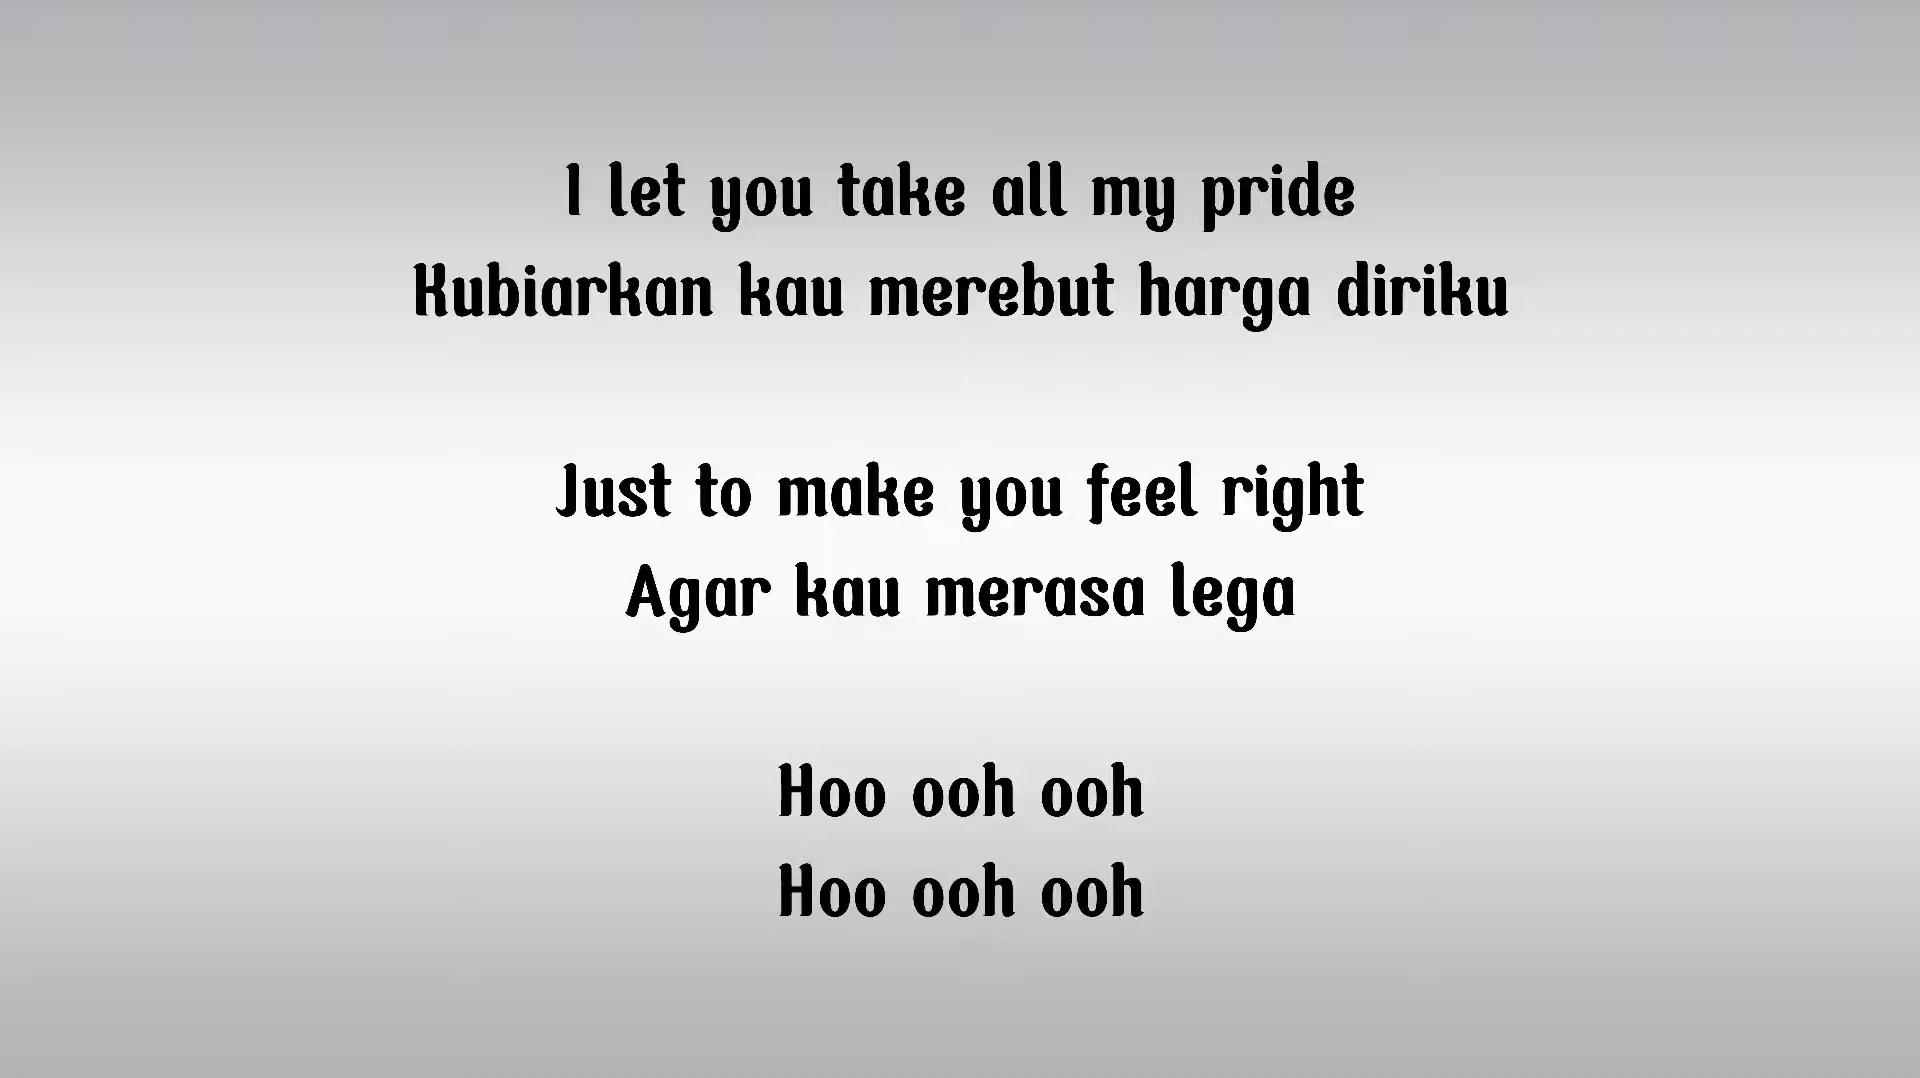 I let you take all my pride
Kubiarkan kau merebut harga diriku
Just to make you feel right
Agar kau merasa lega
Hoo ooh ooh
Hoo ooh ooh